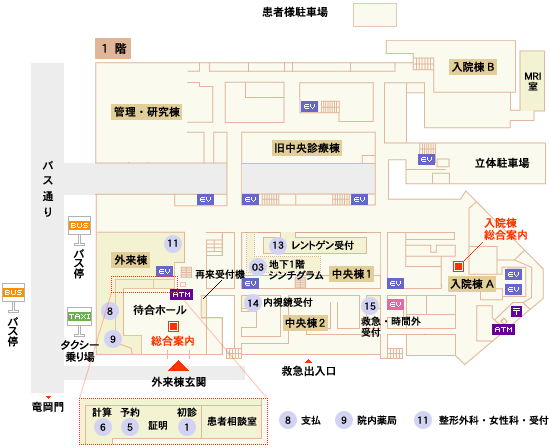 患者様駐車場
1 階
入院棟 B
MRI
室
管理・研究棟
EV
旧中央診療棟
立体駐車場
EV
バス通り
EV
EV
EV
BUS
バス停
11
外来棟
EV
13 レントゲン受付
03 地下1階
シンチグラム
中央棟1
入院棟
総合案内
入院棟 A
EV
EV
再来受付機
EV
EV
BUS
バス停
ATM
8
待合ホール
14 内視鏡受付
中央棟2
15
EV
救急・時間外
受付
〒
ATM
TAXI
タクシー
乗り場
9
総合案内
外来棟玄関
救急出入口
竜岡門
計算
6
予約
5
証明
初診
1
患者相談室
8 支払
9 院内薬局
11 整形外科・女性科・受付